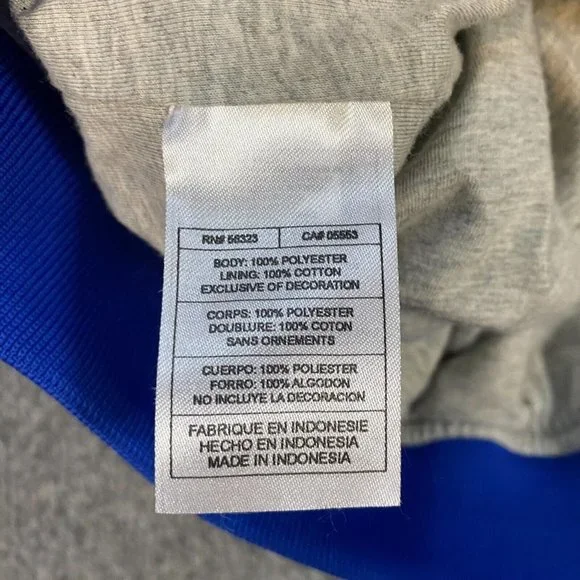 RN# 56323 CA# 05553
BODY: 100% POLYESTER
LINING: 100% COTTON
EXCLUSIVE OF DECORATION
CORPS: 100% POLYESTER
DOUBLURE: 100% COTON
SANS ORNEMENTS
CUERPO: 100% POLIESTER
FORRO: 100% ALGODON
NO INCLUYE LA DECORACION
FABRIQUE EN INDONESIE
HECHO EN INDONESIA
MADE IN INDONESIA